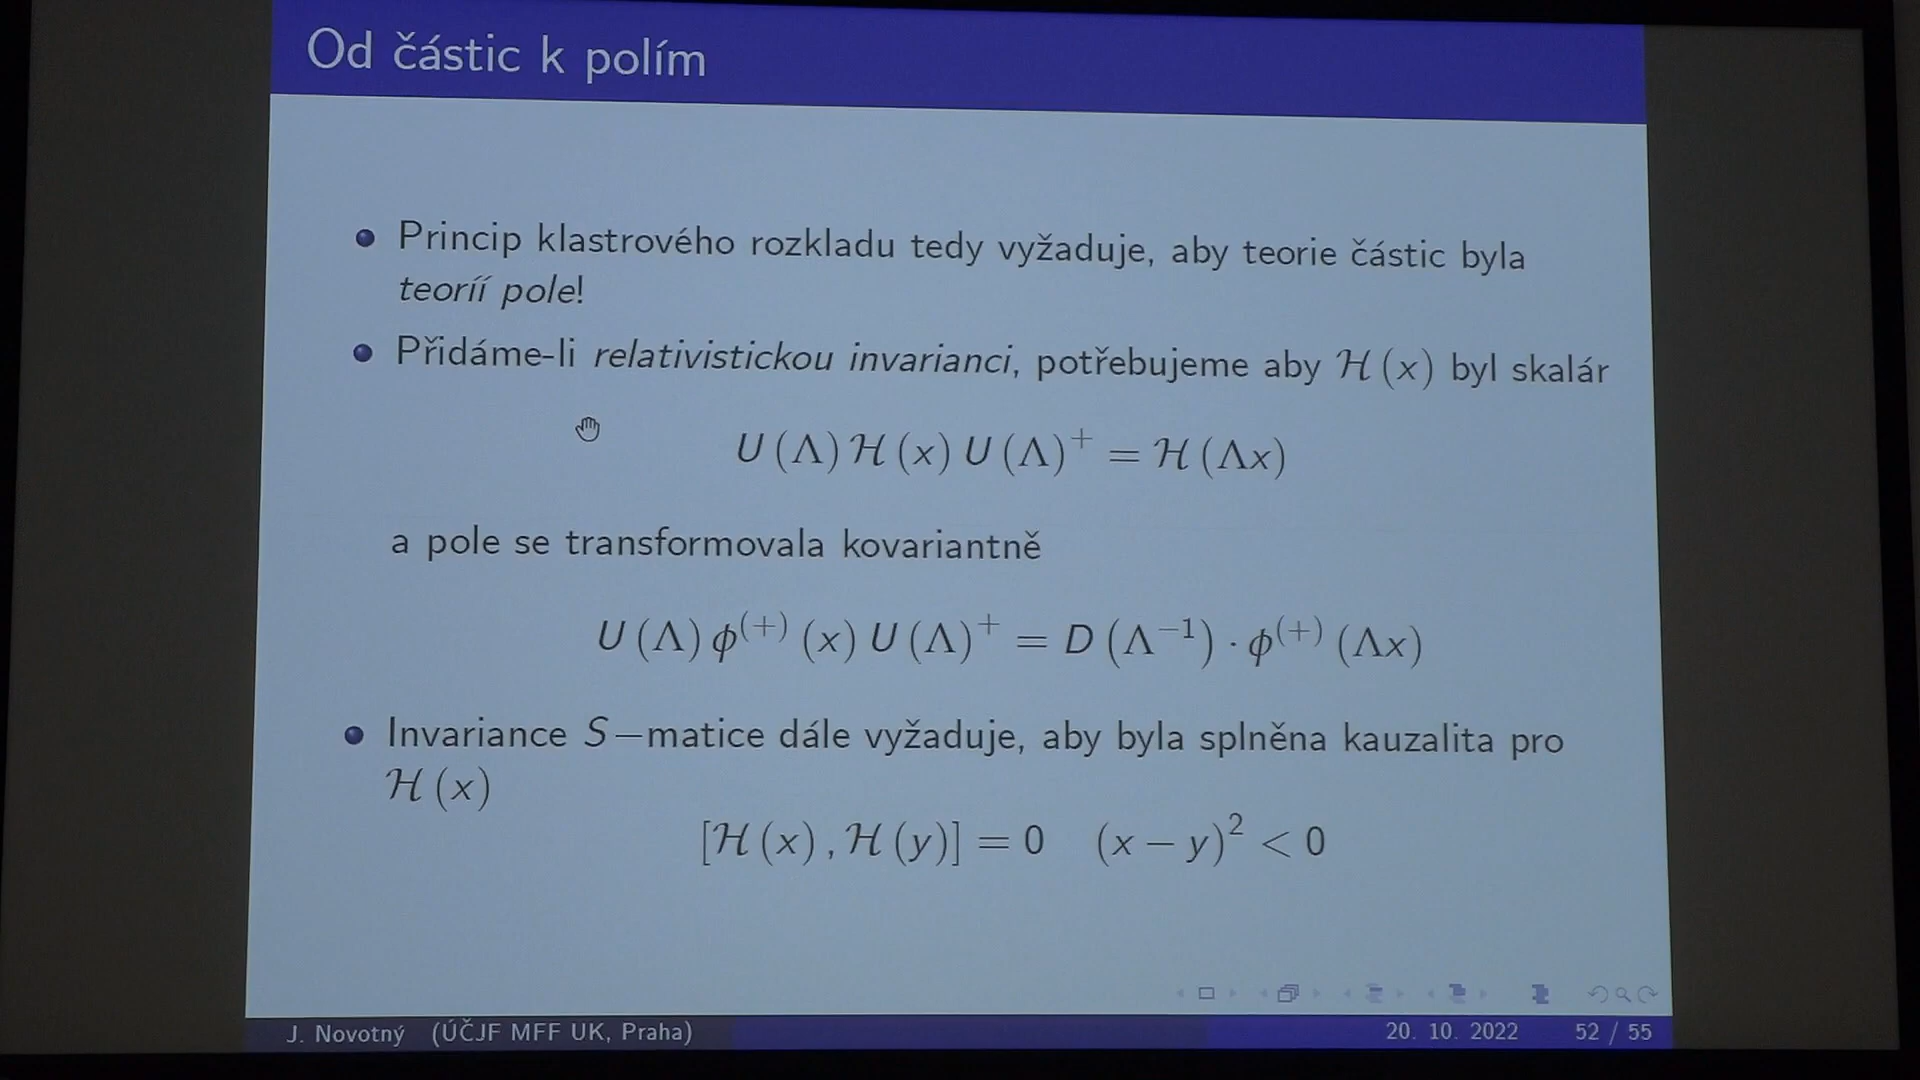 Od částic k polím
Princip klastrového rozkladu tedy vyžaduje, aby teorie částic byla
teoríí pole!
Přidáme-li relativistickou invarianci, potřebujeme aby ℋ(x) byl skalár
U(Λ)ℋ(x)U(Λ)⁺ = ℋ(Λx)
a pole se transformovala kovariantně
U(Λ)ϕ⁽⁺⁾(x)U(Λ)⁺ = D(Λ⁻¹)·ϕ⁽⁺⁾(Λx)
Invariance S−matice dále vyžaduje, aby byla splněna kauzalita pro
ℋ(x)
[ℋ(x),ℋ(y)] = 0 (x − y)² < 0
J. Novotný (ÚČJF MFF UK, Praha) 20. 10. 2022 52 / 55